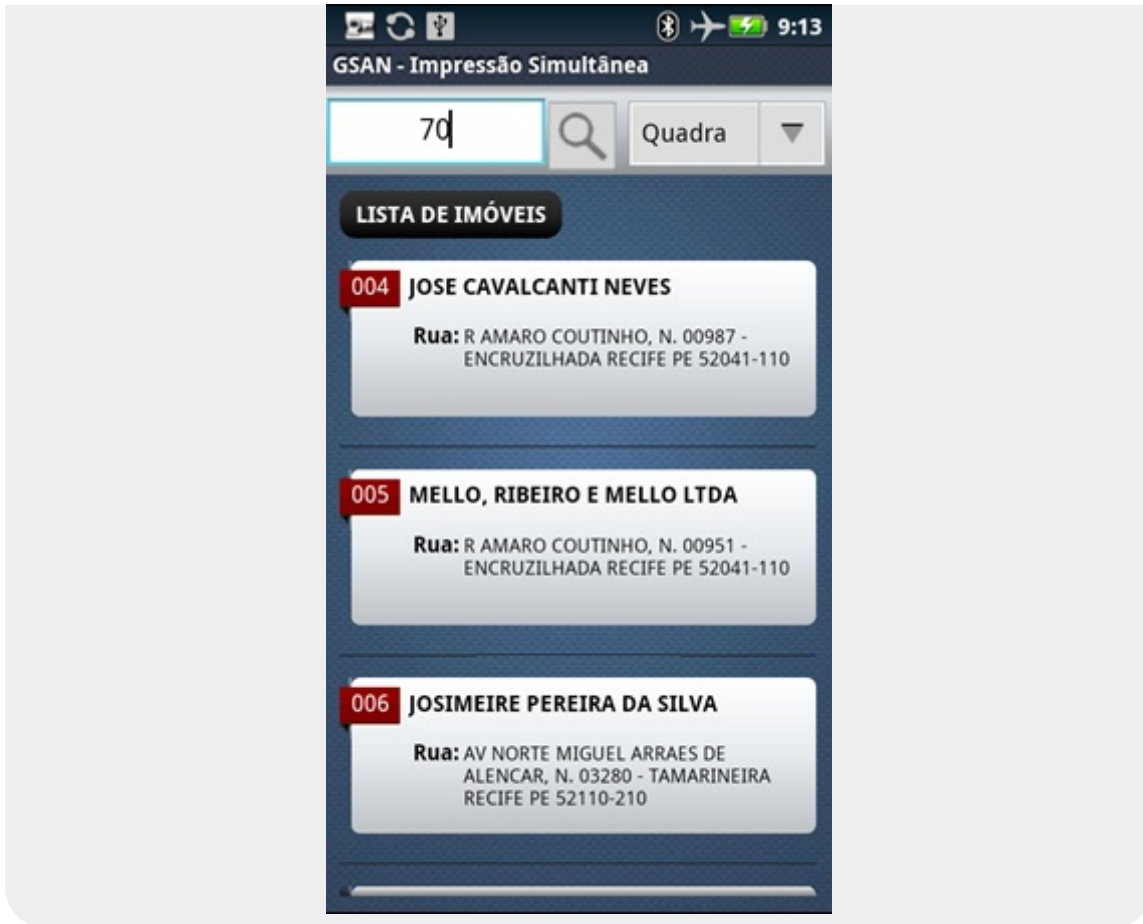 9:13
GSAN - Impressão Simultânea
70
Quadra
LISTA DE IMÓVEIS
004 JOSE CAVALCANTI NEVES
Rua: R AMARO COUTINHO, N. 00987 -
ENCRUZILHADA RECIFE PE 52041-110
005 MELLO, RIBEIRO E MELLO LTDA
Rua: R AMARO COUTINHO, N. 00951 -
ENCRUZILHADA RECIFE PE 52041-110
006 JOSIMEIRE PEREIRA DA SILVA
Rua: AV NORTE MIGUEL ARRAES DE
ALENCAR, N. 03280 - TAMARINEIRA
RECIFE PE 52110-210